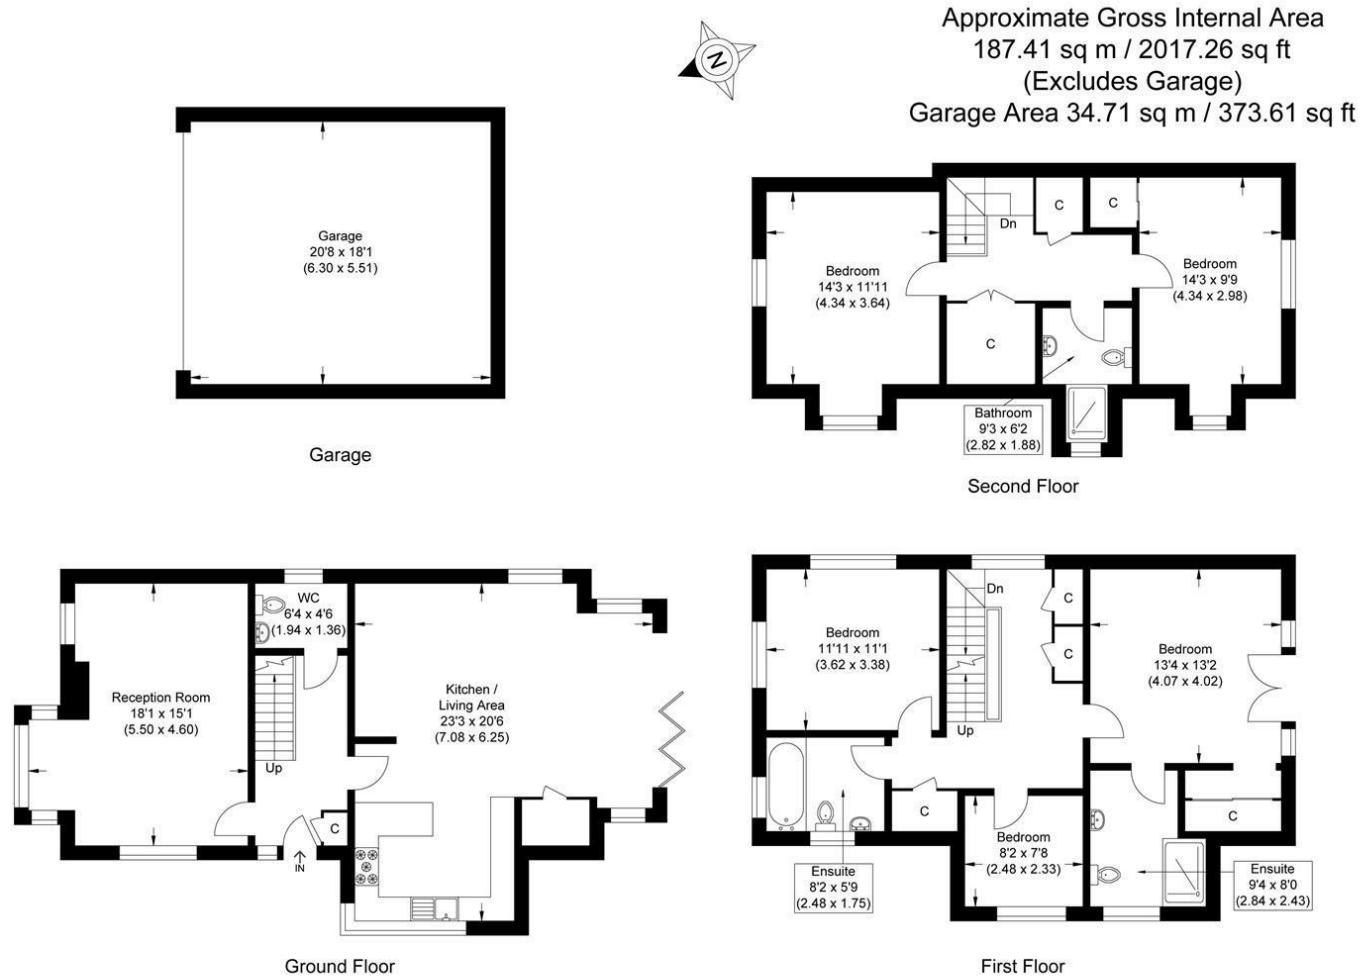 Approximate Gross Internal Area
187.41 sq m / 2017.26 sq ft
(Excludes Garage)
Garage Area 34.71 sq m / 373.61 sq ft
N
Garage
20'8 x 18'1
(6.30 x 5.51)
Garage
Bedroom
14'3 x 11'11
(4.34 x 3.64)
Dn
C
C
C
Bedroom
14'3 x 9'9
(4.34 x 2.98)
Bathroom
9'3 x 6'2
(2.82 x 1.88)
Second Floor
Reception Room
18'1 x 15'1
(5.50 x 4.60)
WC
6'4 x 4'6
(1.94 x 1.36)
Up
C
IN
Kitchen /
Living Area
23'3 x 20'6
(7.08 x 6.25)
Ground Floor
Bedroom
11'11 x 11'1
(3.62 x 3.38)
Dn
Up
C
C
C
Bedroom
13'4 x 13'2
(4.07 x 4.02)
C
Bedroom
8'2 x 7'8
(2.48 x 2.33)
Ensuite
8'2 x 5'9
(2.48 x 1.75)
Ensuite
9'4 x 8'0
(2.84 x 2.43)
First Floor